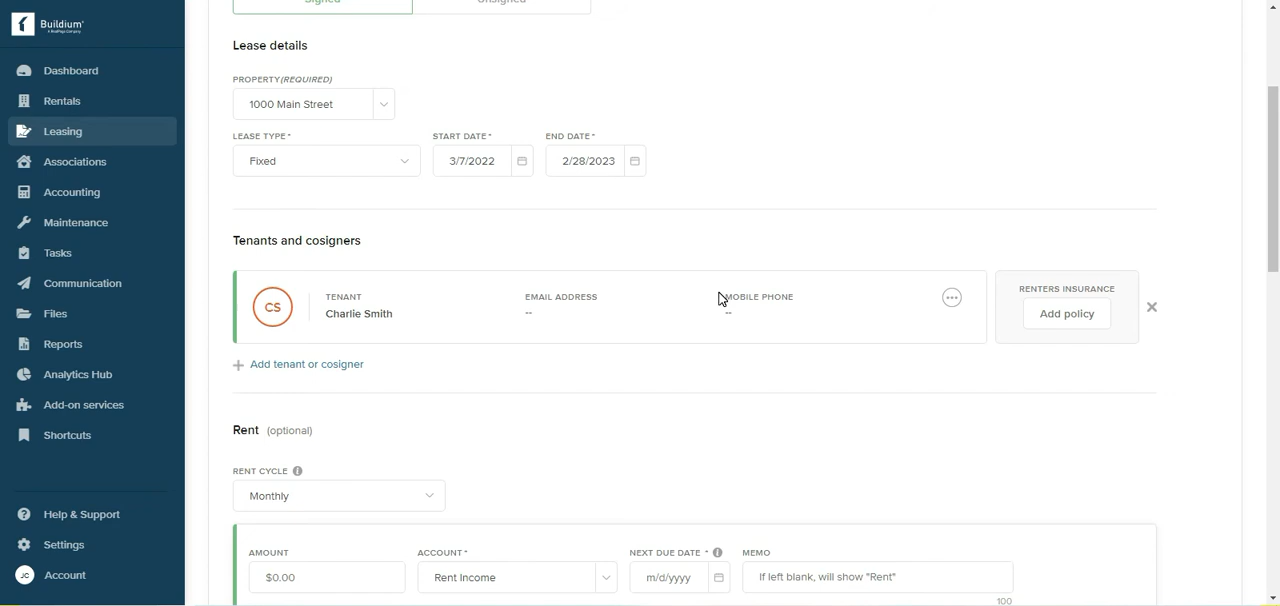 Buildium
A RealPage Company
Dashboard
Rentals
Leasing
Associations
Accounting
Maintenance
Tasks
Communication
Files
Reports
Analytics Hub
Add-on services
Shortcuts
Help & Support
Settings
JC Account
Signed Unsigned
Lease details
PROPERTY(REQUIRED)
1000 Main Street
LEASE TYPE* START DATE* END DATE*
Fixed 3/7/2022 2/28/2023
Tenants and cosigners
CS TENANT EMAIL ADDRESS MOBILE PHONE RENTERS INSURANCE
Charlie Smith -- -- Add policy
+ Add tenant or cosigner
Rent (optional)
RENT CYCLE
Monthly
AMOUNT ACCOUNT* NEXT DUE DATE * MEMO
$0.00 Rent Income m/d/yyyy If left blank, will show "Rent"
100